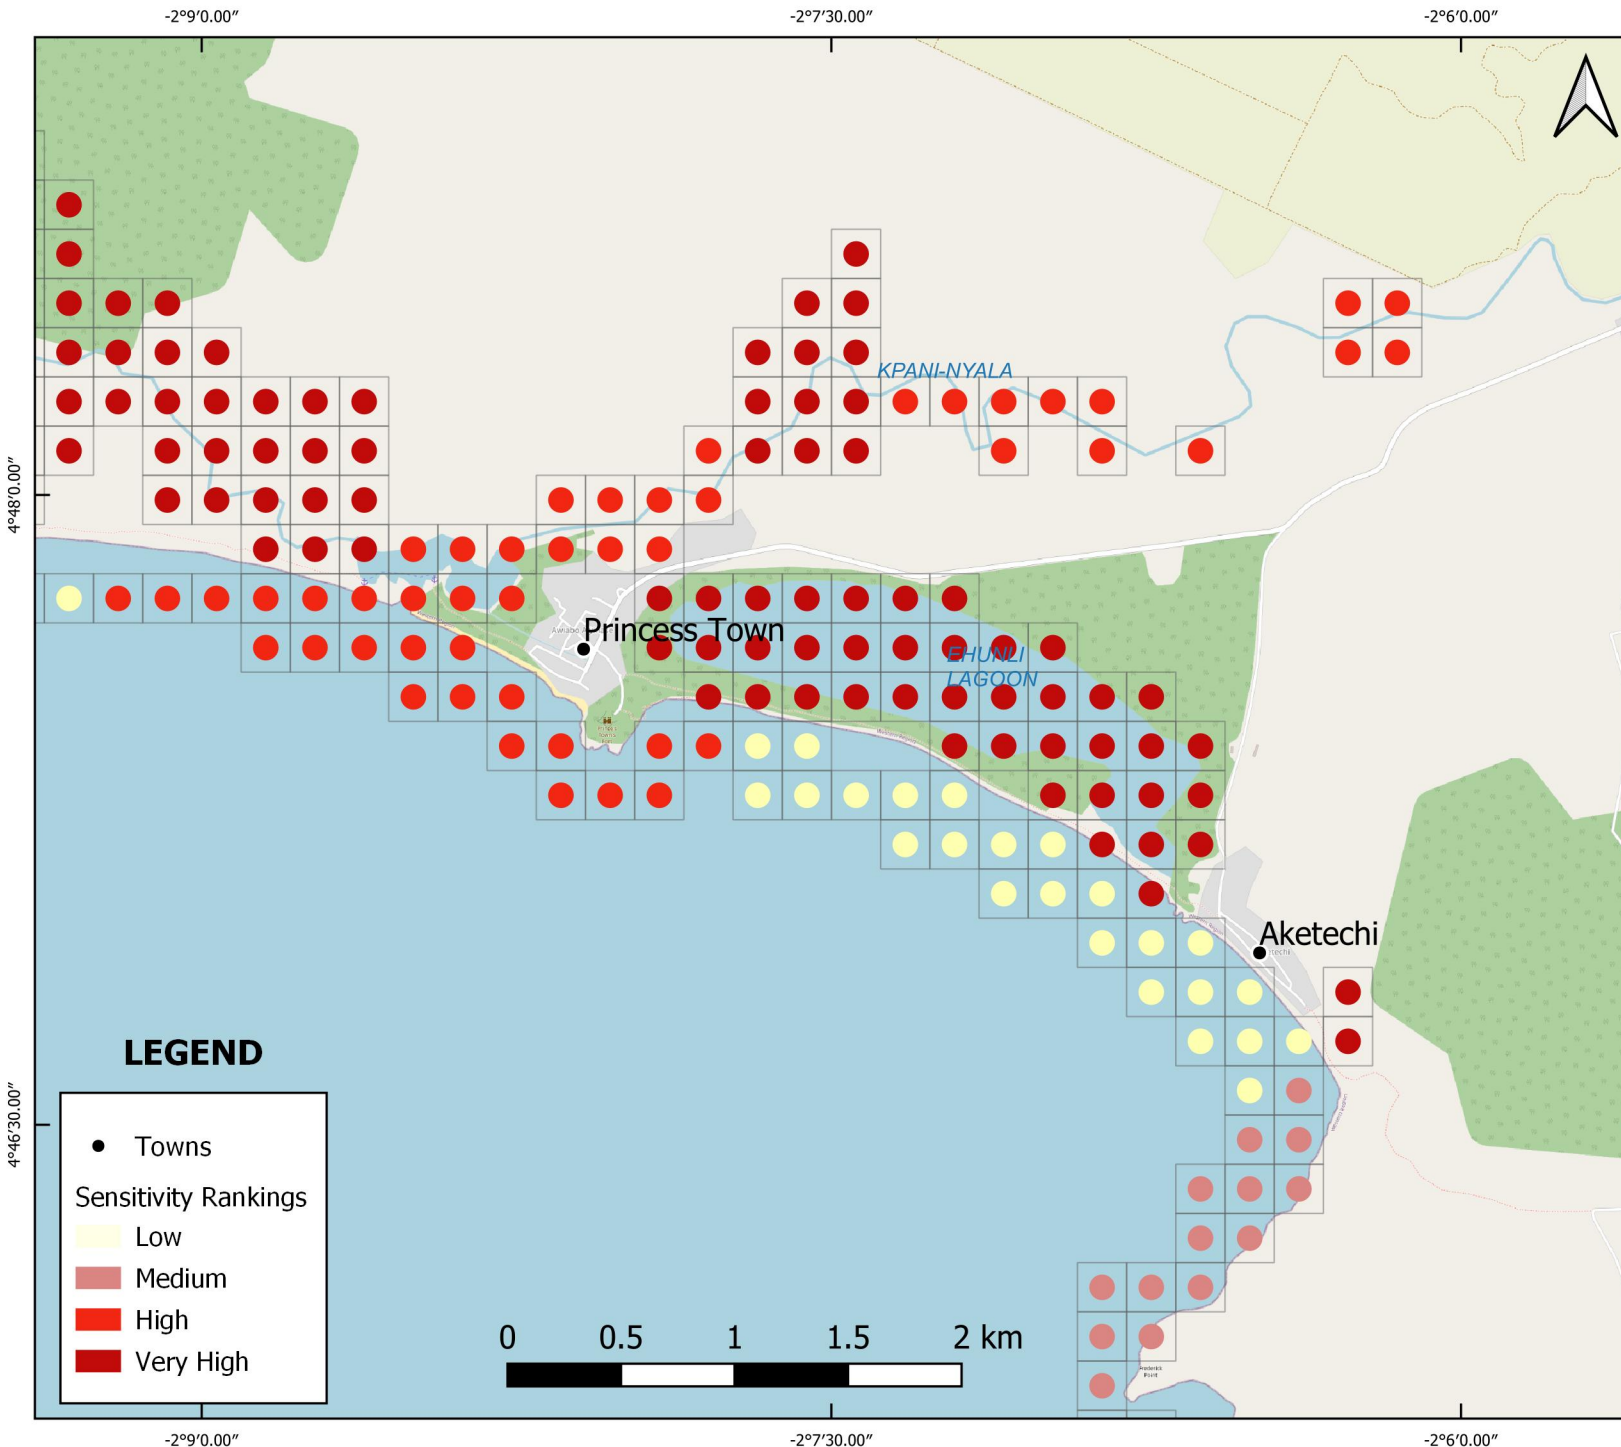 -2°9′0.00″ -2°7′30.00″ -2°6′0.00″
KPANI-NYALA
4°48′0.00″
Princess Town
EHUNLI
LAGOON
Aketechi
4°46′30.00″
LEGEND
Towns
Sensitivity Rankings
Low
Medium
High
Very High
0 0.5 1 1.5 2 km
Point
-2°9′0.00″ -2°7′30.00″ -2°6′0.00″